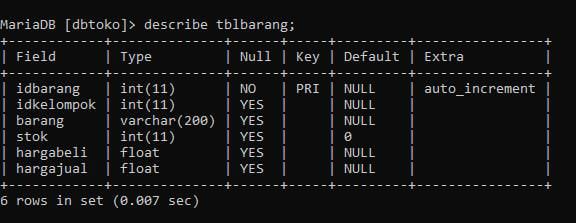 MariaDB [dbtoko]> describe tblbarang;
+------------+--------------+------+-----+---------+----------------+
| Field      | Type         | Null | Key | Default | Extra          |
+------------+--------------+------+-----+---------+----------------+
| idbarang   | int(11)      | NO   | PRI | NULL    | auto_increment |
| idkelompok | int(11)      | YES  |     | NULL    |                |
| barang     | varchar(200) | YES  |     | NULL    |                |
| stok       | int(11)      | YES  |     | 0       |                |
| hargabeli  | float        | YES  |     | NULL    |                |
| hargajual  | float        | YES  |     | NULL    |                |
+------------+--------------+------+-----+---------+----------------+
6 rows in set (0.007 sec)